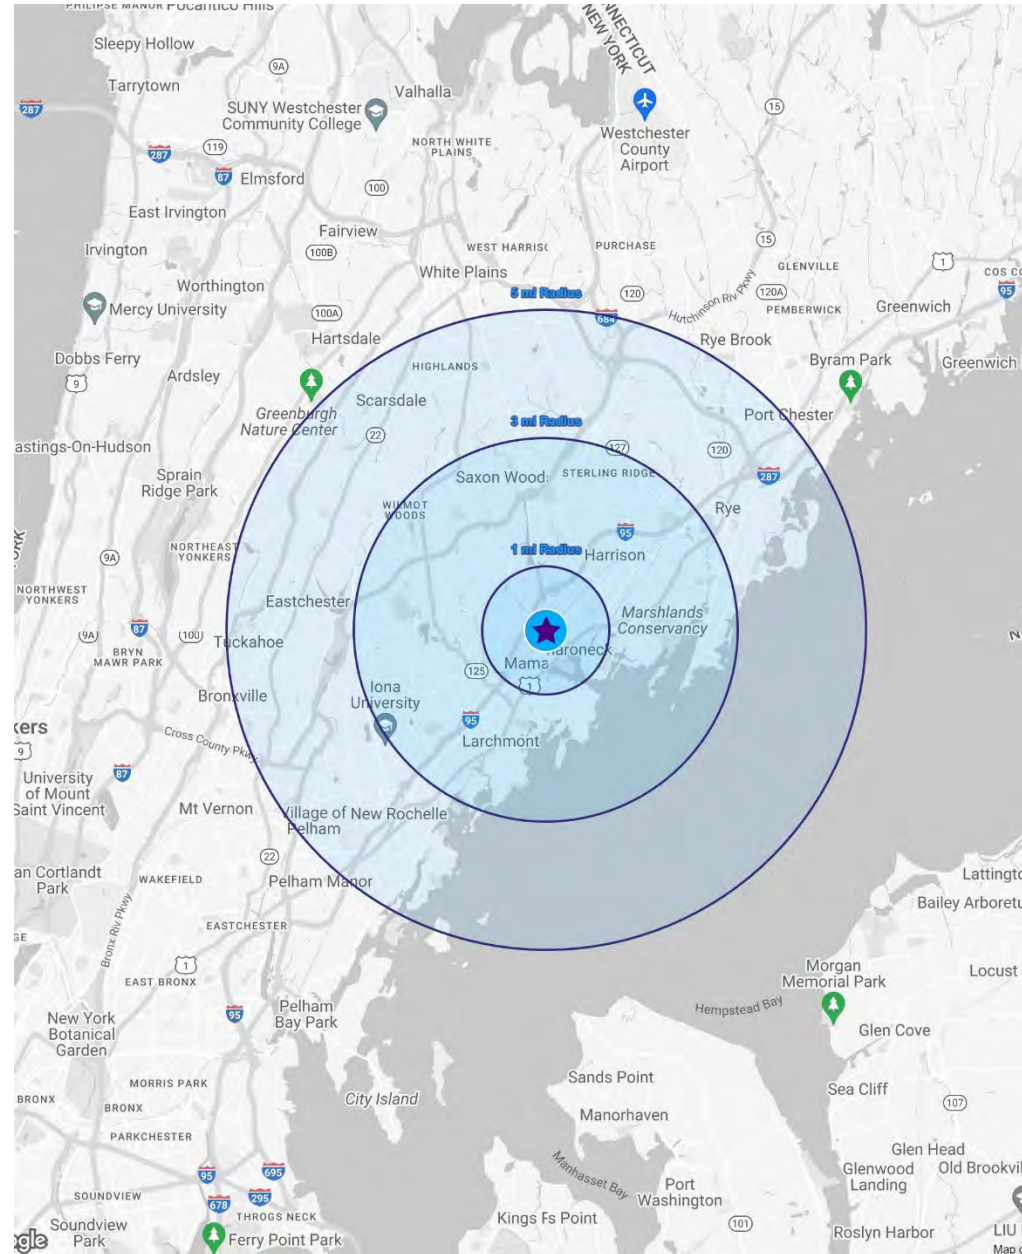 PHILIPSE MANOR
Pocantico Hills
Sleepy Hollow
9A
Tarrytown
Valhalla
CONNECTICUT
NEW YORK
287
SUNY Westchester
Community College
15
Westchester
County
Airport
119
287
NORTH WHITE
PLAINS
87
Elmsford
100
East Irvington
Fairview
15
Irvington
100B
WEST HARRISO
PURCHASE
1
GLENVILLE
COS CO
White Plains
Worthington
5 mi Radius
120
120A
95
Mercy University
100A
684
Hutchinson Riv Pkwy
PEMBERWICK
Greenwich
Hartsdale
Rye Brook
Dobbs Ferry
HIGHLANDS
Byram Park
Greenwich
9
Ardsley
Scarsdale
Greenburgh
Nature Center
3 mi Radius
Port Chester
22
astings-On-Hudson
127
120
Sprain
Ridge Park
Saxon Woods
STERLING RIDGE
287
WILMOT
WOODS
Rye
YORK
95
NORTHEAST
YONKERS
1 mi Radius
Harrison
9A
NORTHWEST
YONKERS
Eastchester
Marshlands
Conservancy
87
9A
100
Tuckahoe
N
BRYN
MAWR PARK
Mama
aroneck
125
1
Bronxville
Iona
University
kers
95
Cross County Pkwy
Larchmont
9
87
University
of Mount
Saint Vincent
Mt Vernon
Village of
Pelham
New Rochelle
22
an Cortlandt
Park
WAKEFIELD
Pelham Manor
Lattingto
Bailey Arboretu
Bronx Riv Pkwy
EASTCHESTER
GE
1
Morgan
Memorial Park
Locust
EAST BRONX
Hempstead Bay
Pelham
Bay Park
95
New York
Botanical
Garden
Glen Cove
Sands Point
MORRIS PARK
City Island
Sea Cliff
BRONX
BRONX
107
Manorhaven
PARKCHESTER
Glen Head
Manhasset Bay
Glenwood
Landing
Old Brookvil
95
695
Port
Washington
SOUNDVIEW
295
678
THROGS NECK
Kings Ps Point
101
LIU
Soundview
Park
Roslyn Harbor
gle
Ferry Point Park
Map